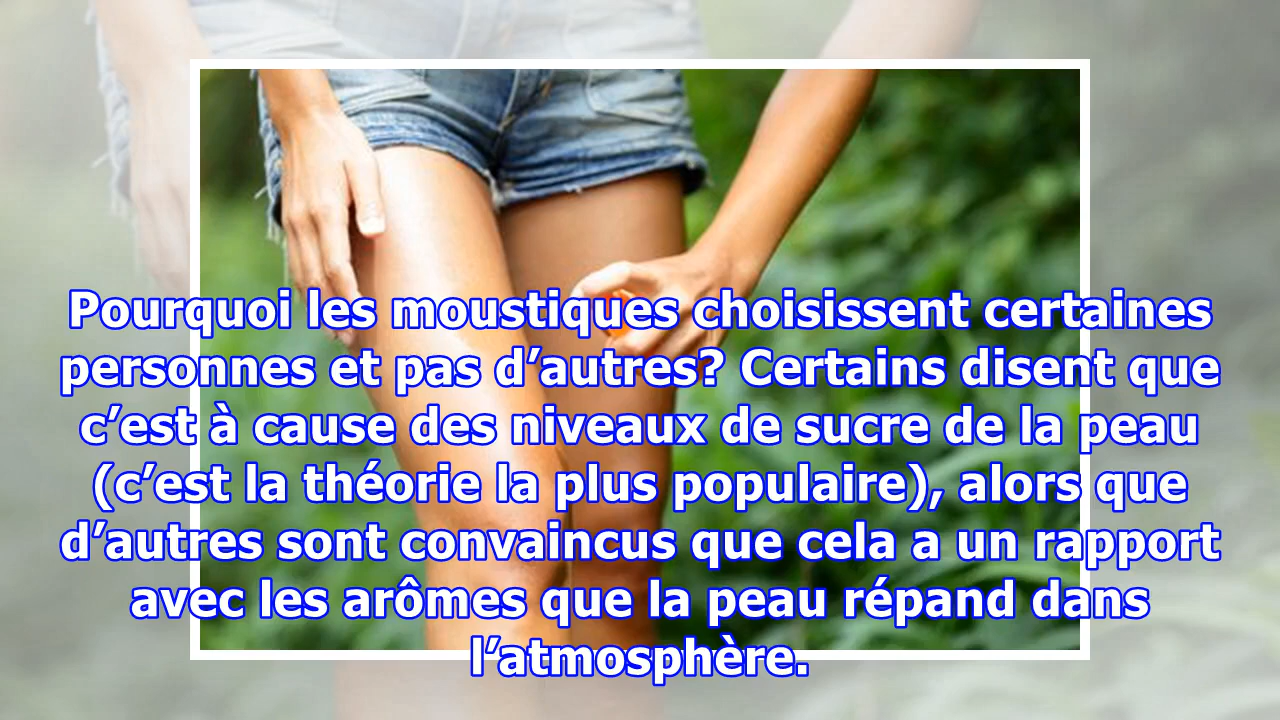 Pourquoi les moustiques choisissent certaines
personnes et pas d’autres? Certains disent que
c’est à cause des niveaux de sucre de la peau
(c’est la théorie la plus populaire), alors que
d’autres sont convaincus que cela a un rapport
avec les arômes que la peau répand dans
l’atmosphère.